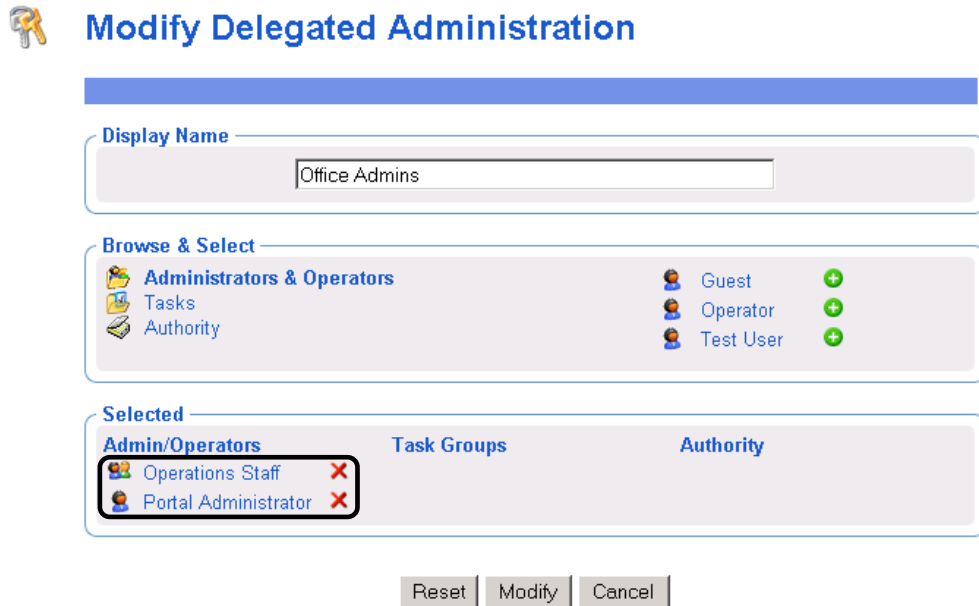 Modify Delegated Administration
Display Name
Office Admins
Browse & Select
Administrators & Operators
Tasks
Authority
Guest
Operator
Test User
Selected
Admin/Operators Task Groups Authority
Operations Staff
Portal Administrator
Reset Modify Cancel